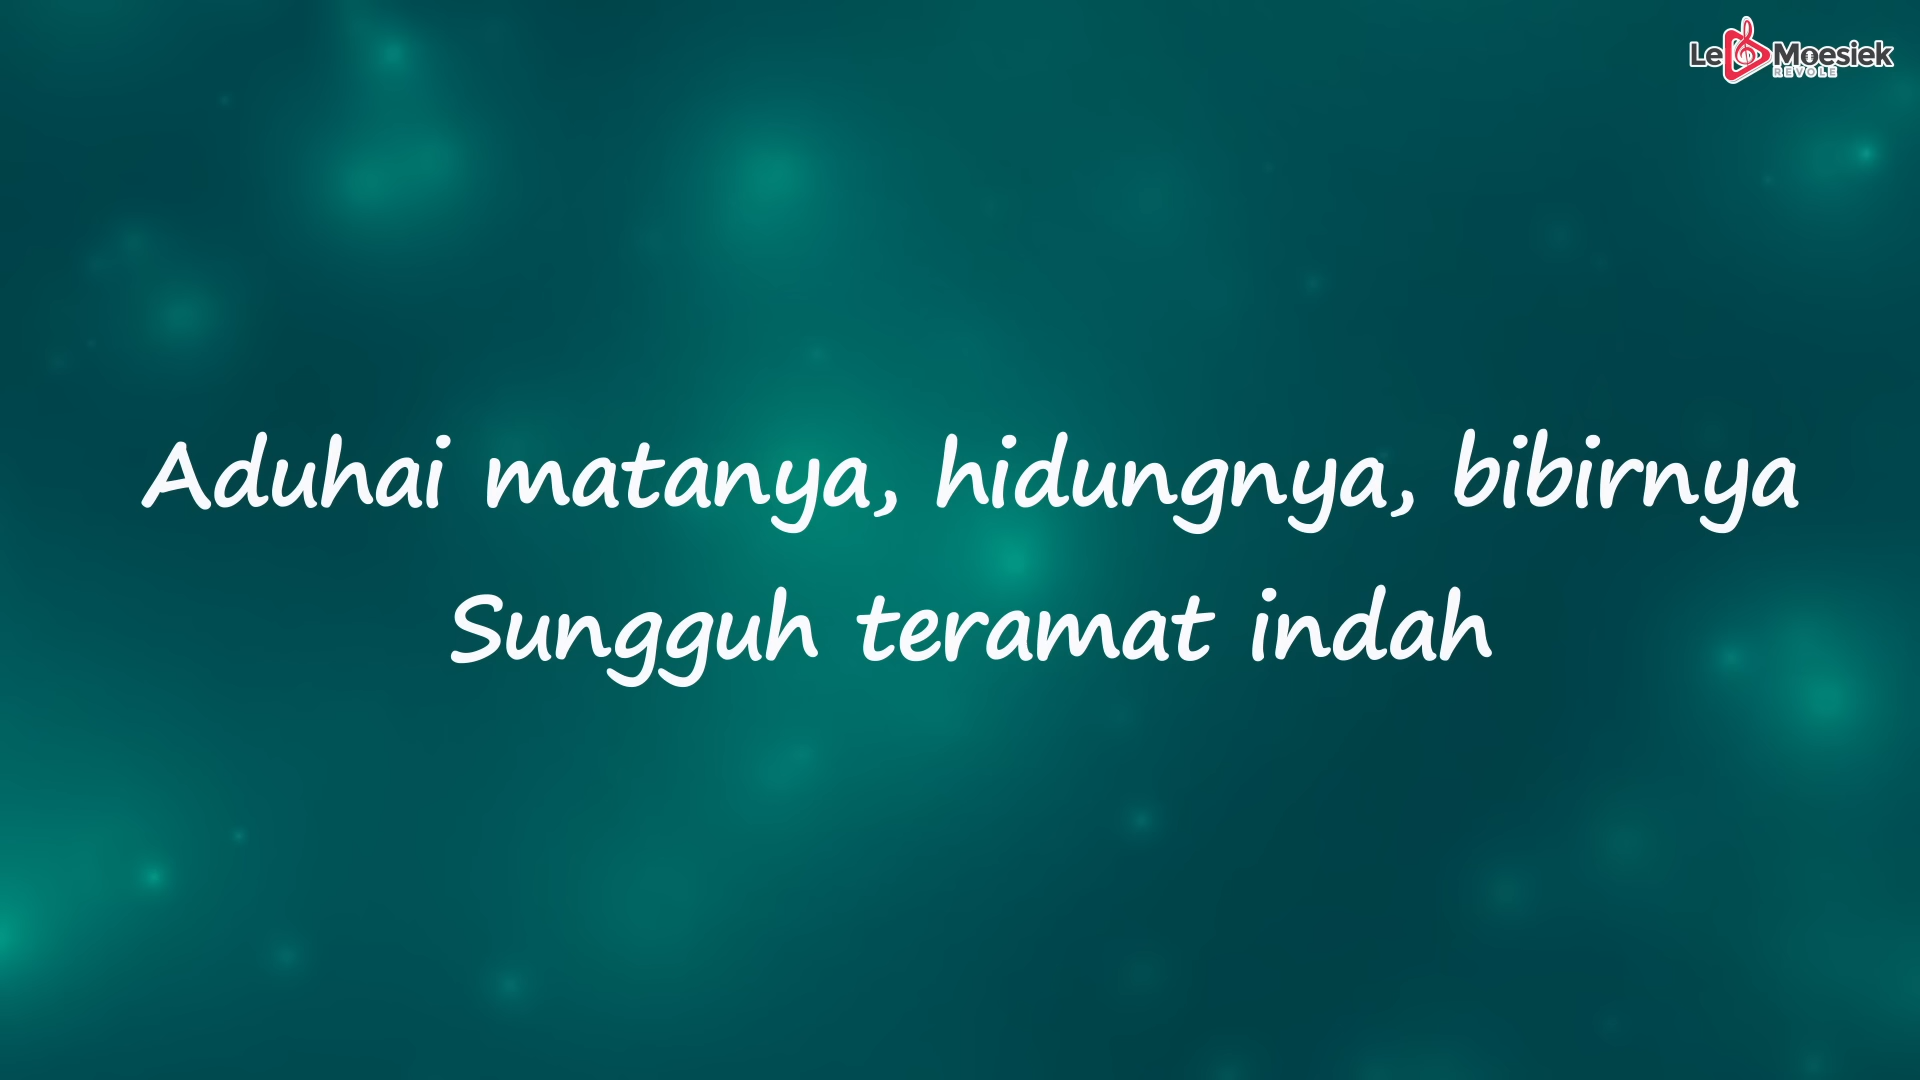 Le Moesiek
REVOLE
Aduhai matanya, hidungnya, bibirnya
Sungguh teramat indah